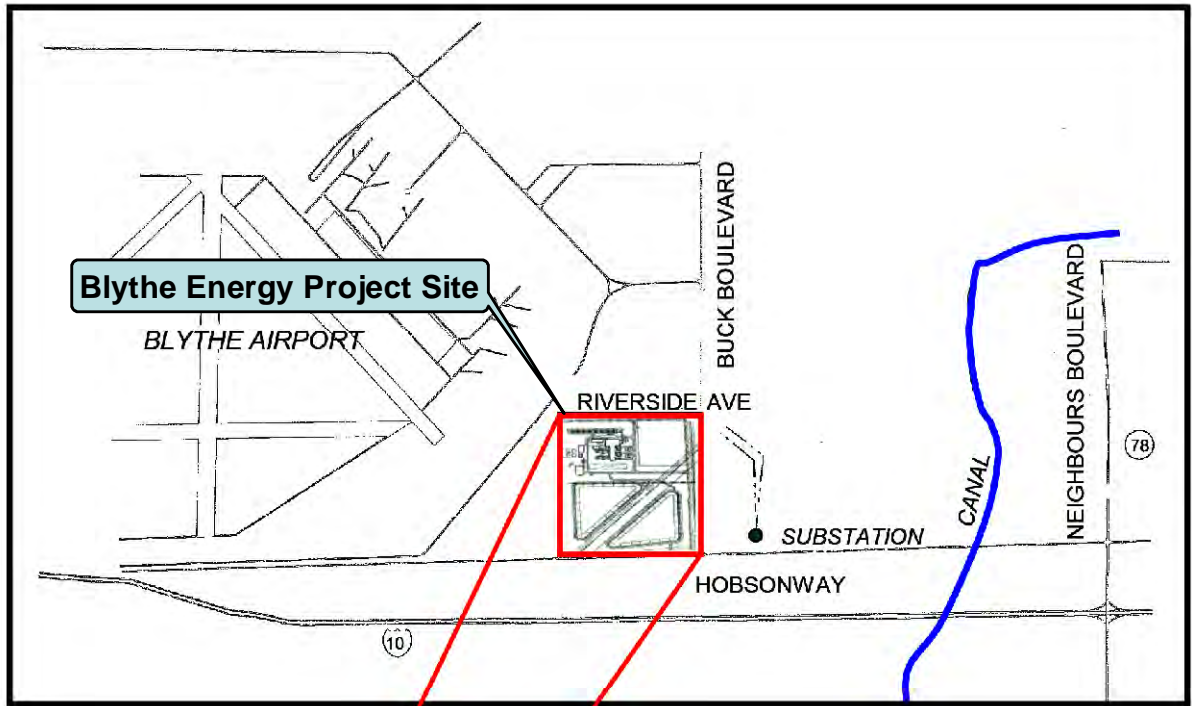 BUCK BOULEVARD
NEIGHBOURS BOULEVARD
Blythe Energy Project Site
BLYTHE AIRPORT
RIVERSIDE AVE
78
CANAL
SUBSTATION
HOBSONWAY
10